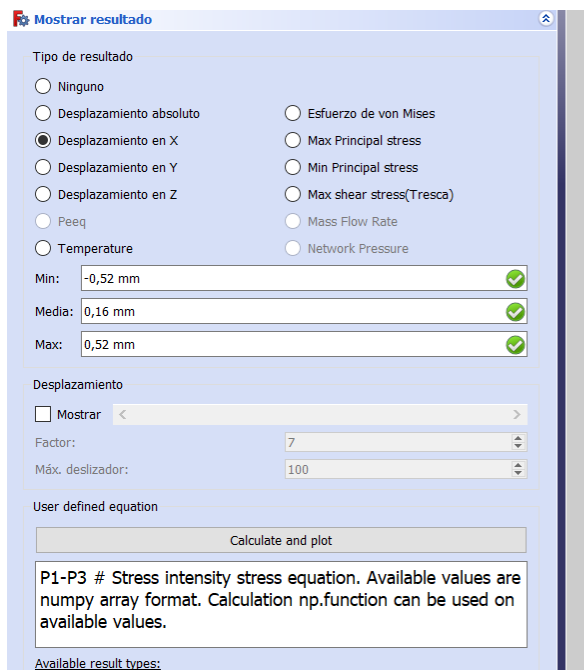 Mostrar resultado
Tipo de resultado
Ninguno
Desplazamiento absoluto Esfuerzo de von Mises
Desplazamiento en X Max Principal stress
Desplazamiento en Y Min Principal stress
Desplazamiento en Z Max shear stress(Tresca)
Peeq Mass Flow Rate
Temperature Network Pressure
Min: -0,52 mm
Media: 0,16 mm
Max: 0,52 mm
Desplazamiento
Mostrar
Factor: 7
Máx. deslizador: 100
User defined equation
Calculate and plot
P1-P3 # Stress intensity stress equation. Available values are
numpy array format. Calculation np.function can be used on
available values.
Available result types: